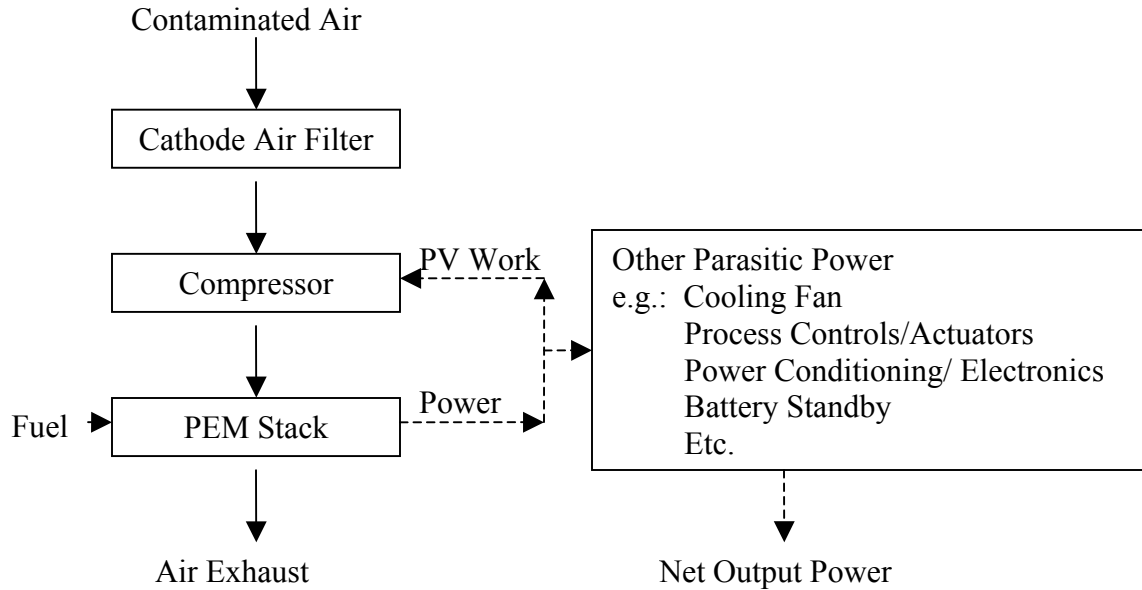 Contaminated Air
Cathode Air Filter
Compressor
PV Work
Fuel
PEM Stack
Power
Air Exhaust
Other Parasitic Power
e.g.: Cooling Fan
Process Controls/Actuators
Power Conditioning/ Electronics
Battery Standby
Etc.
Net Output Power